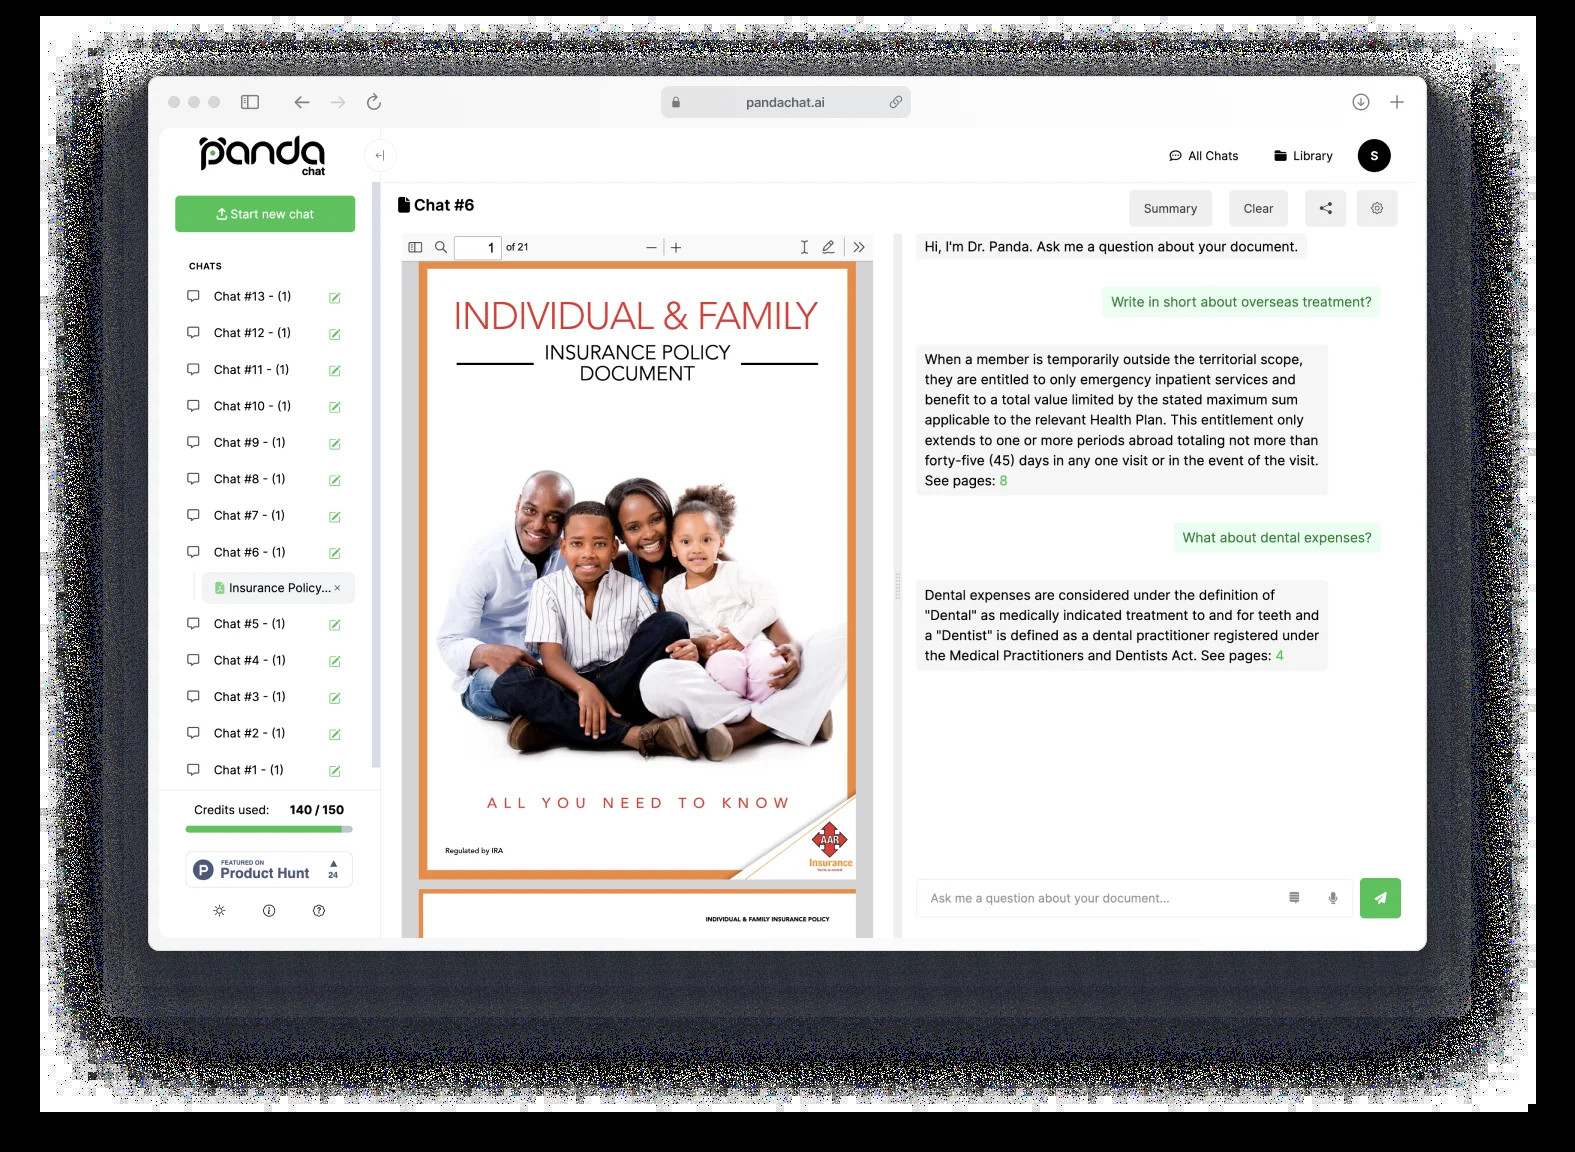 pandachat.ai
panda
chat
All Chats
Library
S
Start new chat
Chat #6
Summary
Clear
CHATS
Chat #13 - (1)
Chat #12 - (1)
Chat #11 - (1)
Chat #10 - (1)
Chat #9 - (1)
Chat #8 - (1)
Chat #7 - (1)
Chat #6 - (1)
Insurance Policy... ×
Chat #5 - (1)
Chat #4 - (1)
Chat #3 - (1)
Chat #2 - (1)
Chat #1 - (1)
Credits used: 140 / 150
P
FEATURED ON
Product Hunt
24
1 of 21
INDIVIDUAL & FAMILY
INSURANCE POLICY
DOCUMENT
ALL YOU NEED TO KNOW
Regulated by IRA
AAR
Insurance
INDIVIDUAL & FAMILY INSURANCE POLICY
Hi, I'm Dr. Panda. Ask me a question about your document.
Write in short about overseas treatment?
When a member is temporarily outside the territorial scope,
they are entitled to only emergency inpatient services and
benefit to a total value limited by the stated maximum sum
applicable to the relevant Health Plan. This entitlement only
extends to one or more periods abroad totaling not more than
forty-five (45) days in any one visit or in the event of the visit.
See pages: 8
What about dental expenses?
Dental expenses are considered under the definition of
"Dental" as medically indicated treatment to and for teeth and
a "Dentist" is defined as a dental practitioner registered under
the Medical Practitioners and Dentists Act. See pages: 4
Ask me a question about your document...